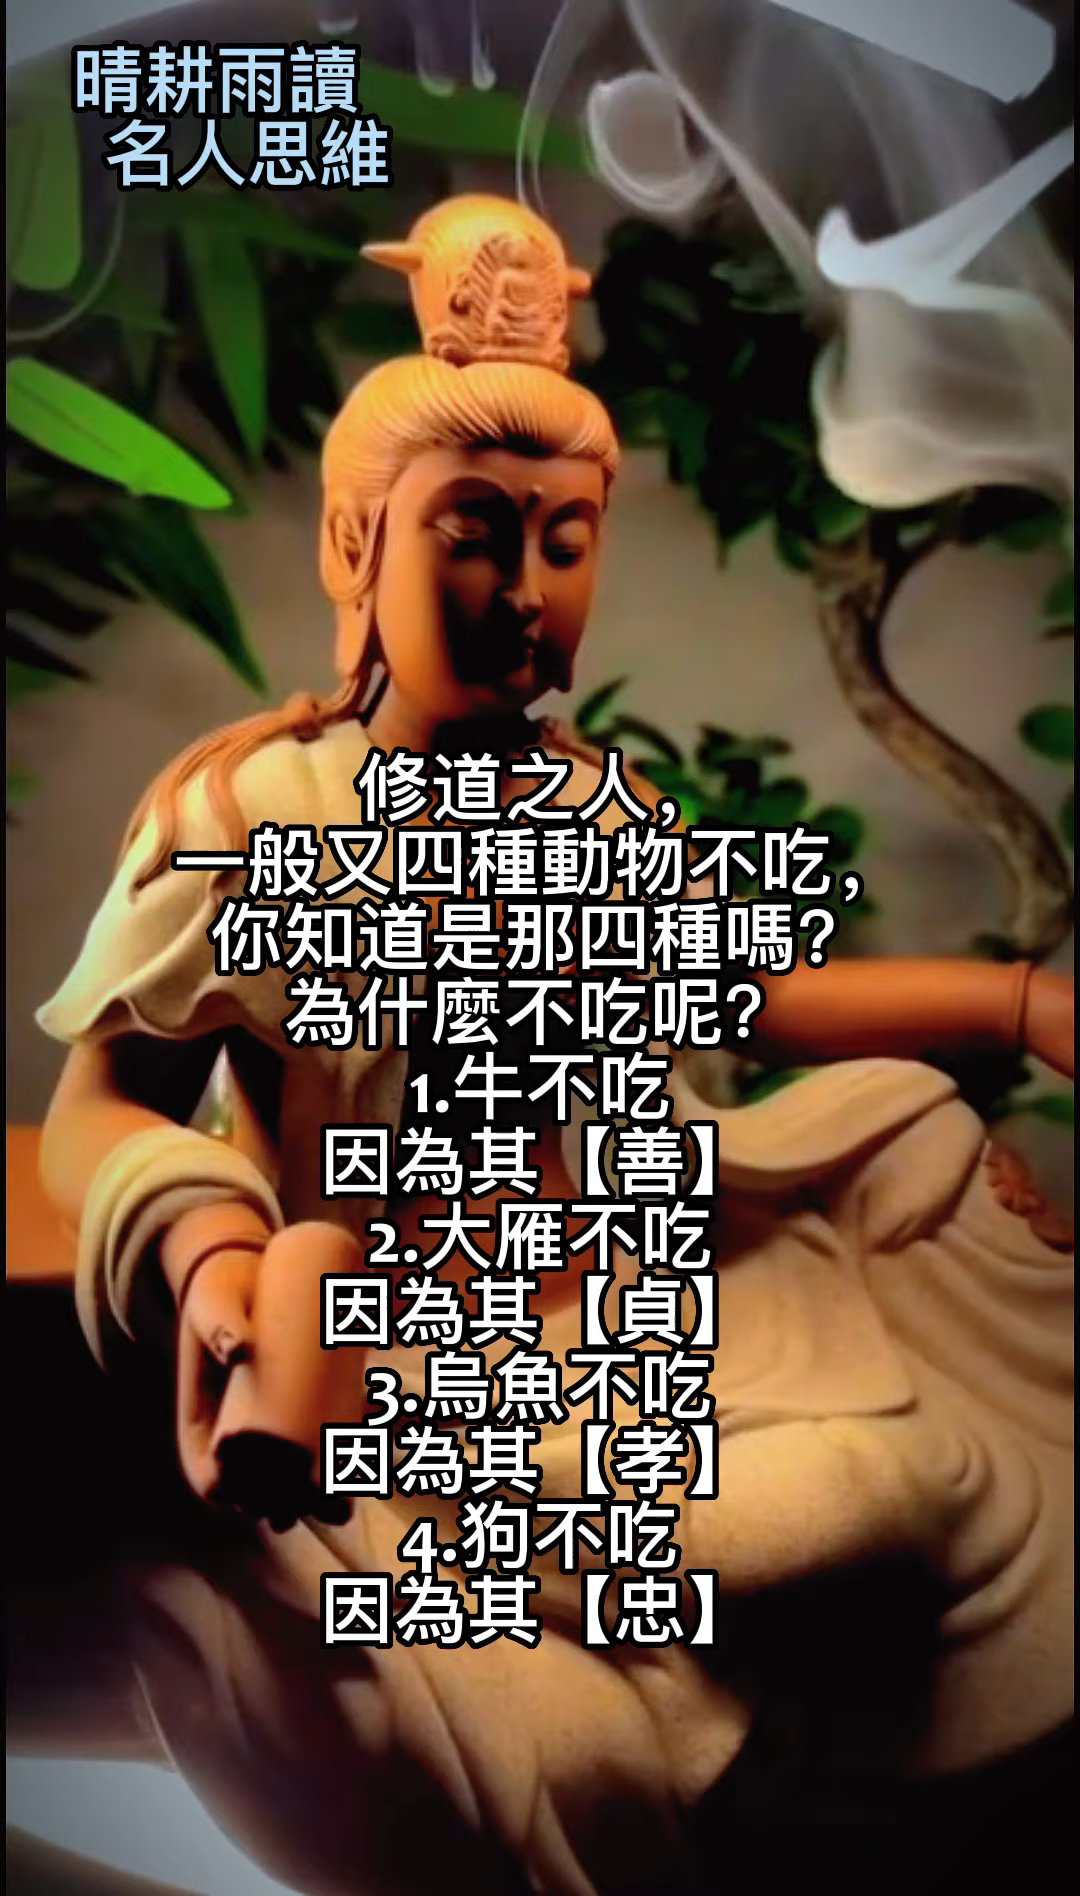 晴耕雨讀
名人思維
修道之人，
一般又四種動物不吃，
你知道是那四種嗎？
為什麼不吃呢？
1.牛不吃
因為其【善】
2.大雁不吃
因為其【貞】
3.烏魚不吃
因為其【孝】
4.狗不吃
因為其【忠】